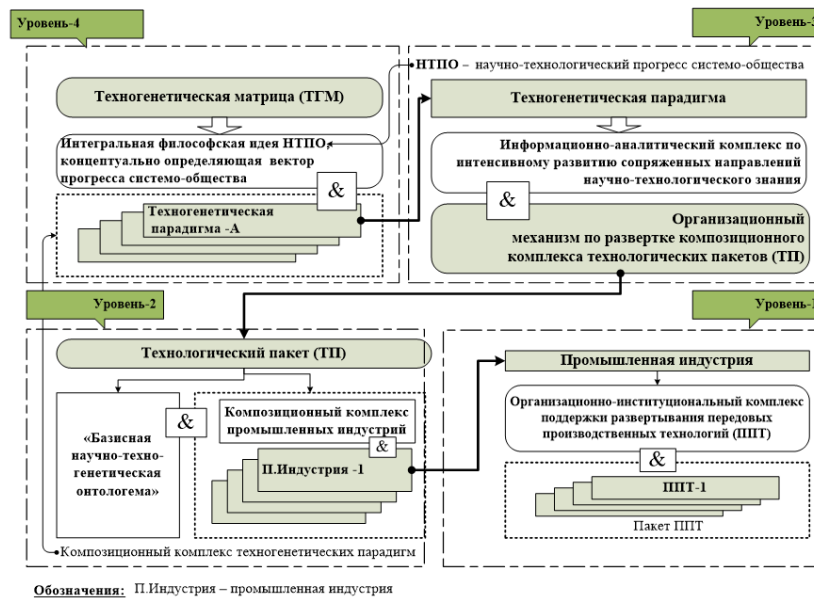 Уровень-4
Техногенетическая матрица (ТГМ)
Интегральная философская идея НТПО,
концептуально определяющая вектор
прогресса системо-общества
&
Техногенетическая
парадигма -А
Уровень-3
НТПО – научно-технологический прогресс системо-общества
Техногенетическая парадигма
Информационно-аналитический комплекс по
интенсивному развитию сопряженных направлений
научно-технологического знания
&
Организационный
механизм по развертке композиционного
комплекса технологических пакетов (ТП)
Уровень-2
Технологический пакет (ТП)
«Базисная
научно-техно-
генетическая
онтологема»
&
Композиционный комплекс
промышленных индустрий
&
П.Индустрия -1
Композиционный комплекс техногенетических парадигм
Уровень-1
Промышленная индустрия
Организационно-институциональный комплекс
поддержки развертывания передовых
производственных технологий (ППТ)
&
ППТ-1
Пакет ППТ
Обозначения: П.Индустрия – промышленная индустрия